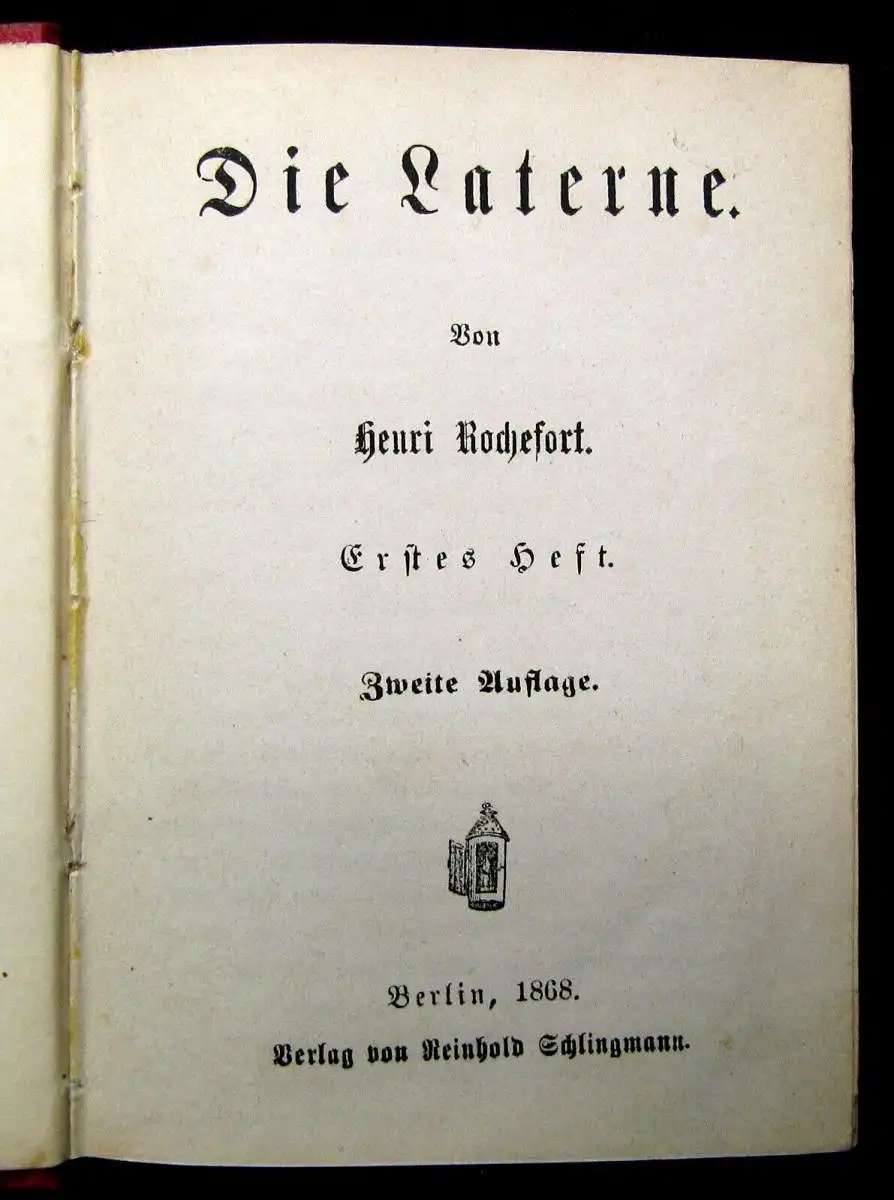 Die Laterne.
Von
Henri Rochefort.
Erstes Heft.
Zweite Auflage.
Berlin, 1868.
Verlag von Reinhold Schlingmann.